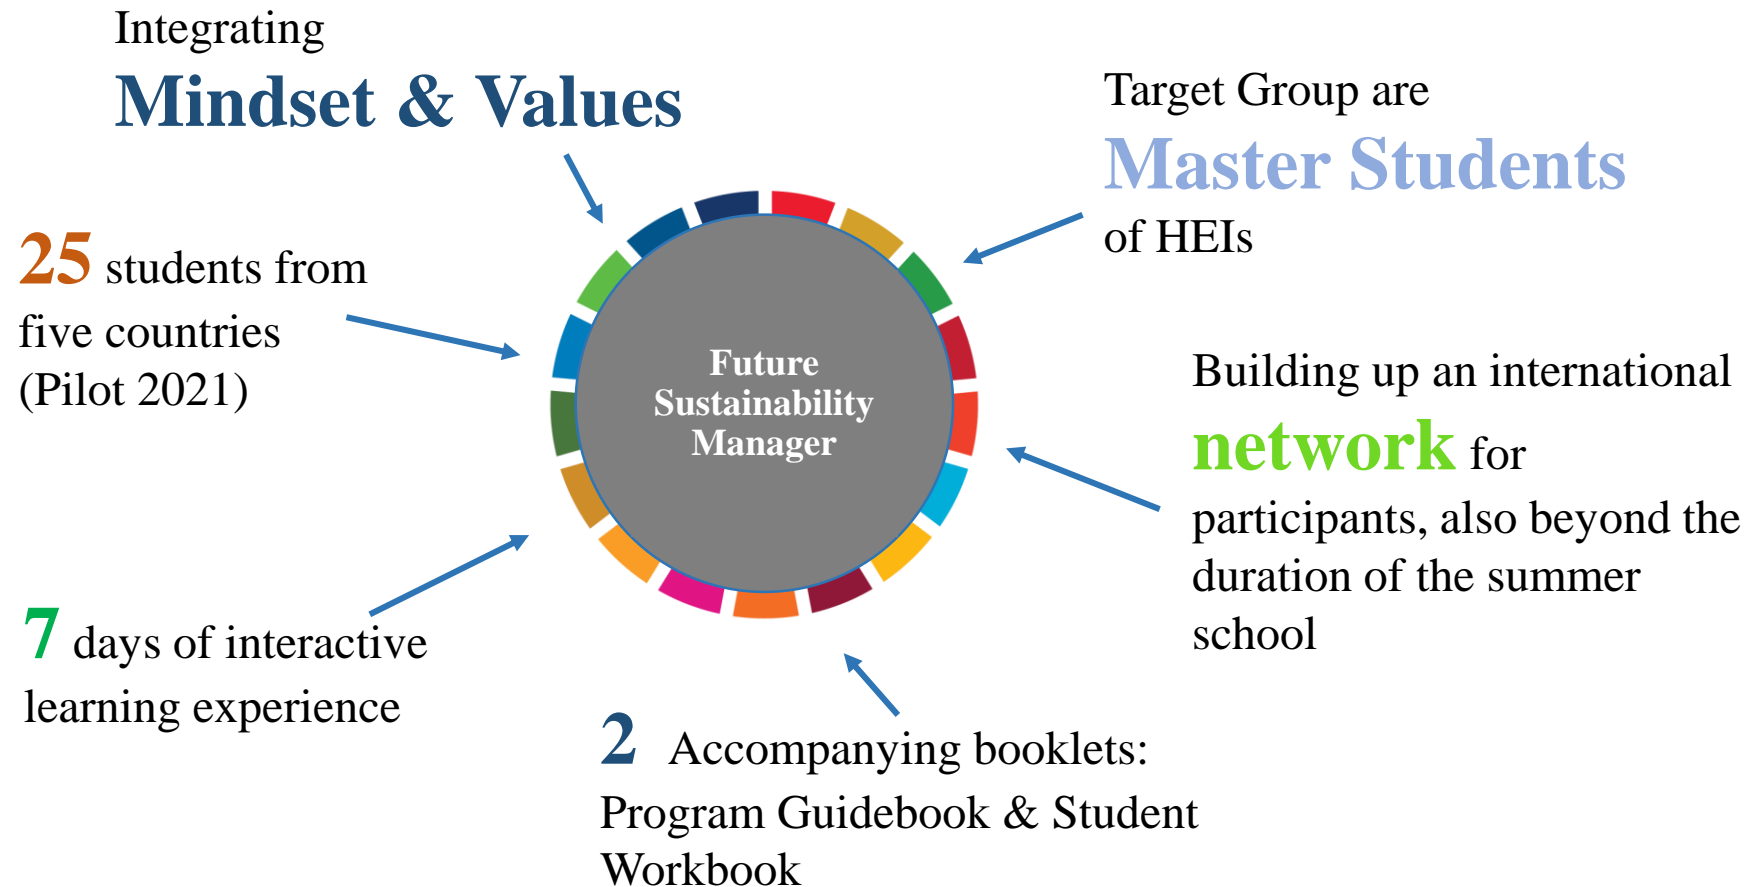 Integrating
Mindset & Values
Target Group are
Master Students
of HEIs
25 students from
five countries
(Pilot 2021)
Future
Sustainability
Manager
Building up an international
network for
participants, also beyond the
duration of the summer
school
7 days of interactive
learning experience
2 Accompanying booklets:
Program Guidebook & Student
Workbook